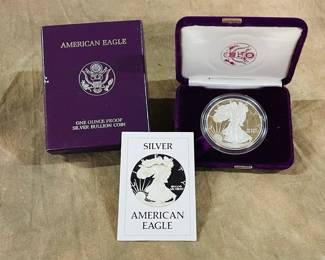 AMERICAN EAGLE
ONE OUNCE PROOF
SILVER BULLION COIN
SILVER
AMERICAN
EAGLE